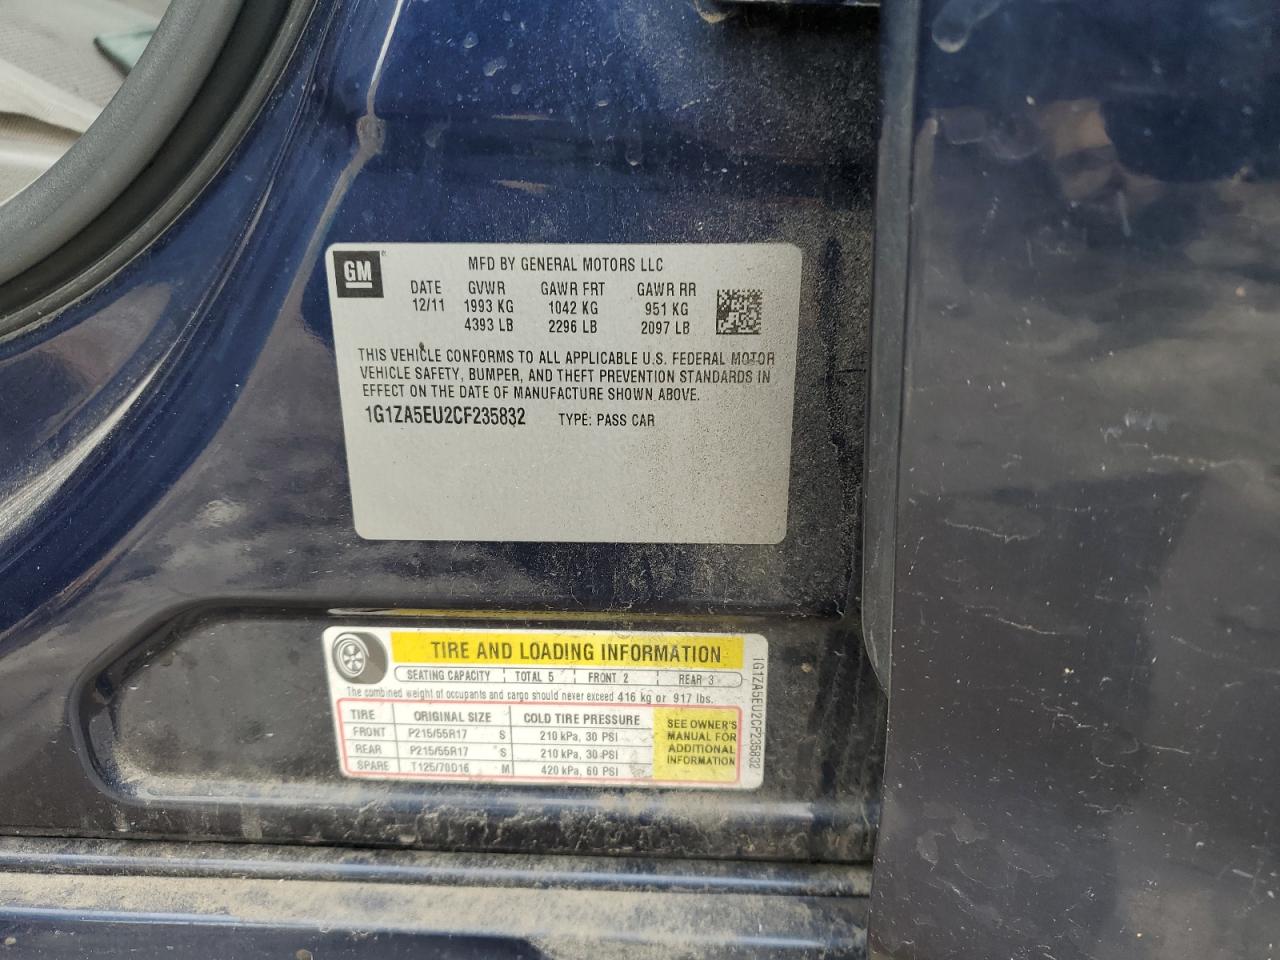 GM ®
MFD BY GENERAL MOTORS LLC
DATE GVWR GAWR FRT GAWR RR
12/11 1993 KG 1042 KG 951 KG
4393 LB 2296 LB 2097 LB
THIS VEHICLE CONFORMS TO ALL APPLICABLE U.S. FEDERAL MOTOR
VEHICLE SAFETY, BUMPER, AND THEFT PREVENTION STANDARDS IN
EFFECT ON THE DATE OF MANUFACTURE SHOWN ABOVE.
1G1ZA5EU2CF235832 TYPE: PASS CAR
TIRE AND LOADING INFORMATION
SEATING CAPACITY TOTAL 5 FRONT 2 REAR 3
The combined weight of occupants and cargo should never exceed 416 kg or 917 lbs.
TIRE ORIGINAL SIZE COLD TIRE PRESSURE
FRONT P215/55R17 S 210 kPa, 30 PSI
REAR P215/55R17 S 210 kPa, 30 PSI
SPARE T125/70D16 M 420 kPa, 60 PSI
SEE OWNER'S
MANUAL FOR
ADDITIONAL
INFORMATION
1G1ZA5EU2CF235832